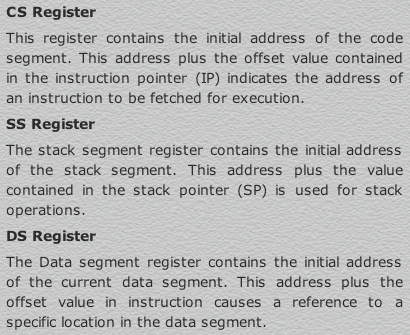 CS Register
This register contains the initial address of the code
segment. This address plus the offset value contained
in the instruction pointer (IP) indicates the address of
an instruction to be fetched for execution.
SS Register
The stack segment register contains the initial address
of the stack segment. This address plus the value
contained in the stack pointer (SP) is used for stack
operations.
DS Register
The Data segment register contains the initial address
of the current data segment. This address plus the
offset value in instruction causes a reference to a
specific location in the data segment.